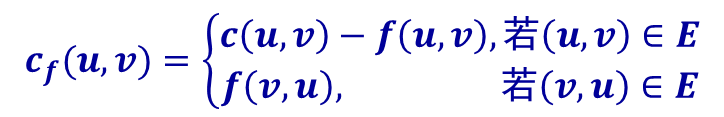 c_f(u, v) = { c(u, v) − f(u, v), 若(u, v) ∈ E
f(v, u), 若(v, u) ∈ E